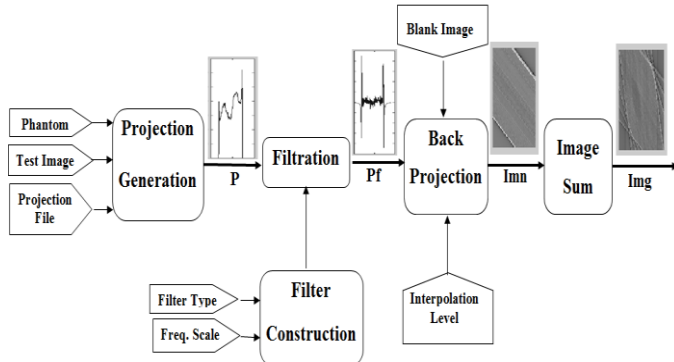 Blank Image
Phantom
Test Image
Projection
File
Projection
Generation
P
Filtration
Pf
Back
Projection
Imn
Image
Sum
Img
Filter Type
Freq. Scale
Filter
Construction
Interpolation
Level